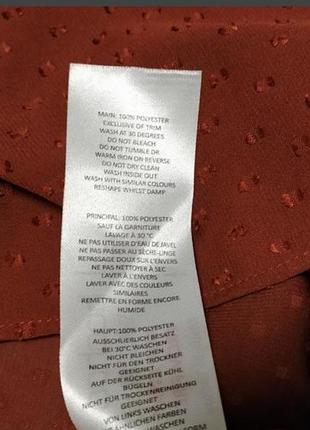 MAIN: 100% POLYESTER
EXCLUSIVE OF TRIM
WASH AT 30 DEGREES
DO NOT BLEACH
DO NOT TUMBLE DR
WARM IRON ON REVERSE
DO NOT DRY CLEAN
WASH INSIDE OUT
WASH WITH SIMILAR COLOURS
RESHAPE WHILST DAMP
PRINCIPAL: 100% POLYESTER
SAUF LA GARNITURE
LAVAGE À 30 °C
NE PAS UTILISER D'EAU DE JAVEL
NE PAS PASSER AU SÈCHE-LINGE
REPASSAGE DOUX SUR L'ENVERS
NE PAS NETTOYER À SEC
LAVER À L'ENVERS
LAVER AVEC DES COULEURS
SIMILAIRES
REMETTRE EN FORME ENCORE
HUMIDE
HAUPT:100% POLYESTER
AUSSCHLIEßLICH BESATZ
BEI 30°C WASCHEN
NICHT BLEICHEN
NICHT FÜR DEN TROCKNER
GEEIGNET
AUF DER RÜCKSEITE KÜHL
BÜGELN
NICHT FÜR TROCKENREINIGUNG
GEEIGNET
VON LINKS WASCHEN
ÄHNLICHEN FARBEN